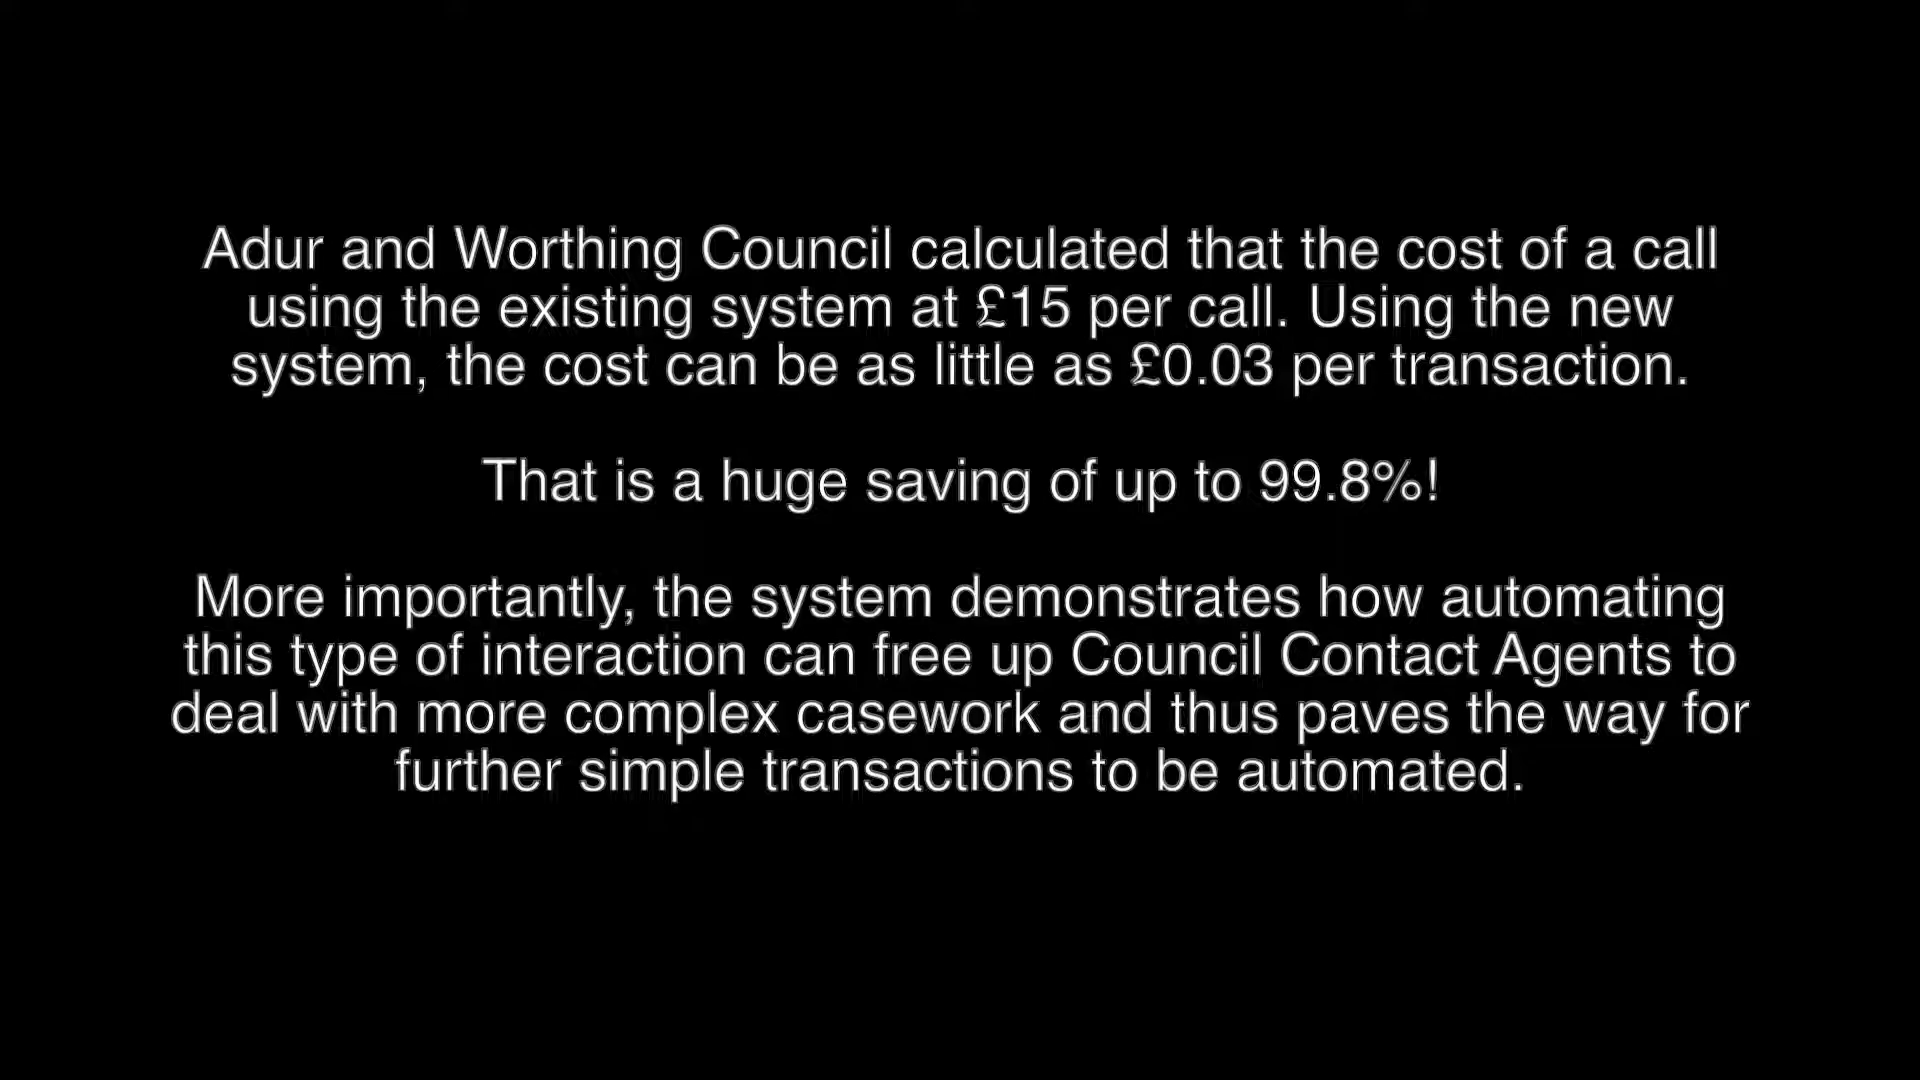 Adur and Worthing Council calculated that the cost of a call
using the existing system at £15 per call. Using the new
system, the cost can be as little as £0.03 per transaction.
That is a huge saving of up to 99.8%!
More importantly, the system demonstrates how automating
this type of interaction can free up Council Contact Agents to
deal with more complex casework and thus paves the way for
further simple transactions to be automated.